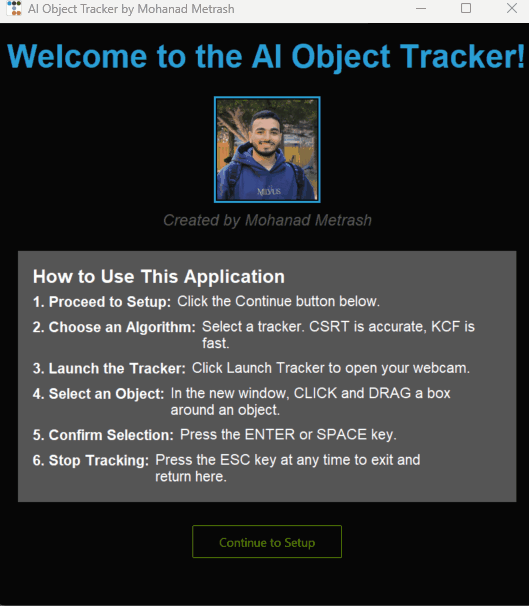 AI Object Tracker by Mohanad Metrash
Welcome to the AI Object Tracker!
Created by Mohanad Metrash
How to Use This Application
1. Proceed to Setup: Click the Continue button below.
2. Choose an Algorithm: Select a tracker. CSRT is accurate, KCF is
fast.
3. Launch the Tracker: Click Launch Tracker to open your webcam.
4. Select an Object: In the new window, CLICK and DRAG a box
around an object.
5. Confirm Selection: Press the ENTER or SPACE key.
6. Stop Tracking: Press the ESC key at any time to exit and
return here.
Continue to Setup